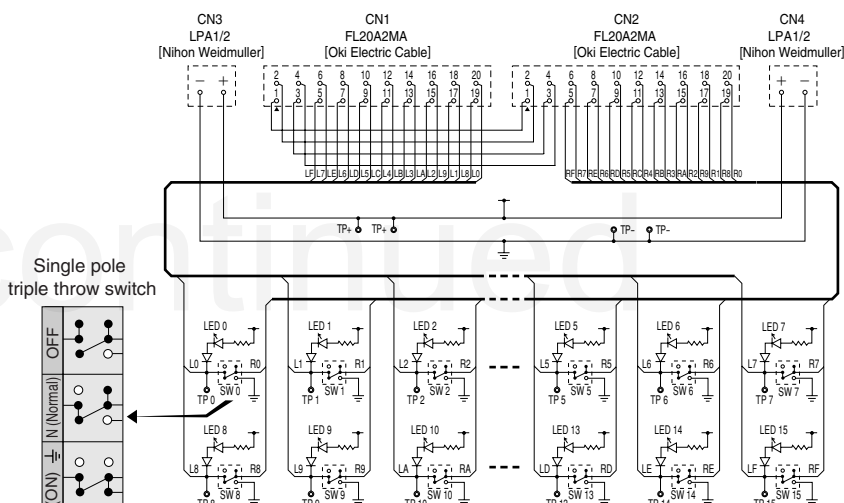 CN3
LPA1/2
[Nihon Weidmuller]
CN1
FL20A2MA
[Oki Electric Cable]
CN2
FL20A2MA
[Oki Electric Cable]
CN4
LPA1/2
[Nihon Weidmuller]
− +
2 4 6 8 10 12 14 16 18 20
1 3 5 7 9 11 13 15 17 19
2 4 6 8 10 12 14 16 18 20
1 3 5 7 9 11 13 15 17 19
+ −
LF L7 LE L6 LD L5 LC L4 LB L3 LA L2 L9 L1 L8 L0
RF R7 RE R6 RD R5 RC R4 RB R3 RA R2 R9 R1 R8 R0
TP+ TP+ TP− TP−
continued
Single pole
triple throw switch
OFF
N (Normal)
(ON)
LED 0 LED 1 LED 2 LED 5 LED 6 LED 7
L0 R0 L1 R1 L2 R2 L5 R5 L6 R6 L7 R7
SW 0 SW 1 SW 2 SW 5 SW 6 SW 7
TP 0 TP 1 TP 2 TP 5 TP 6 TP 7
LED 8 LED 9 LED 10 LED 13 LED 14 LED 15
L8 R8 L9 R9 LA RA LD RD LE RE LF RF
SW 8 SW 9 SW 10 SW 13 SW 14 SW 15